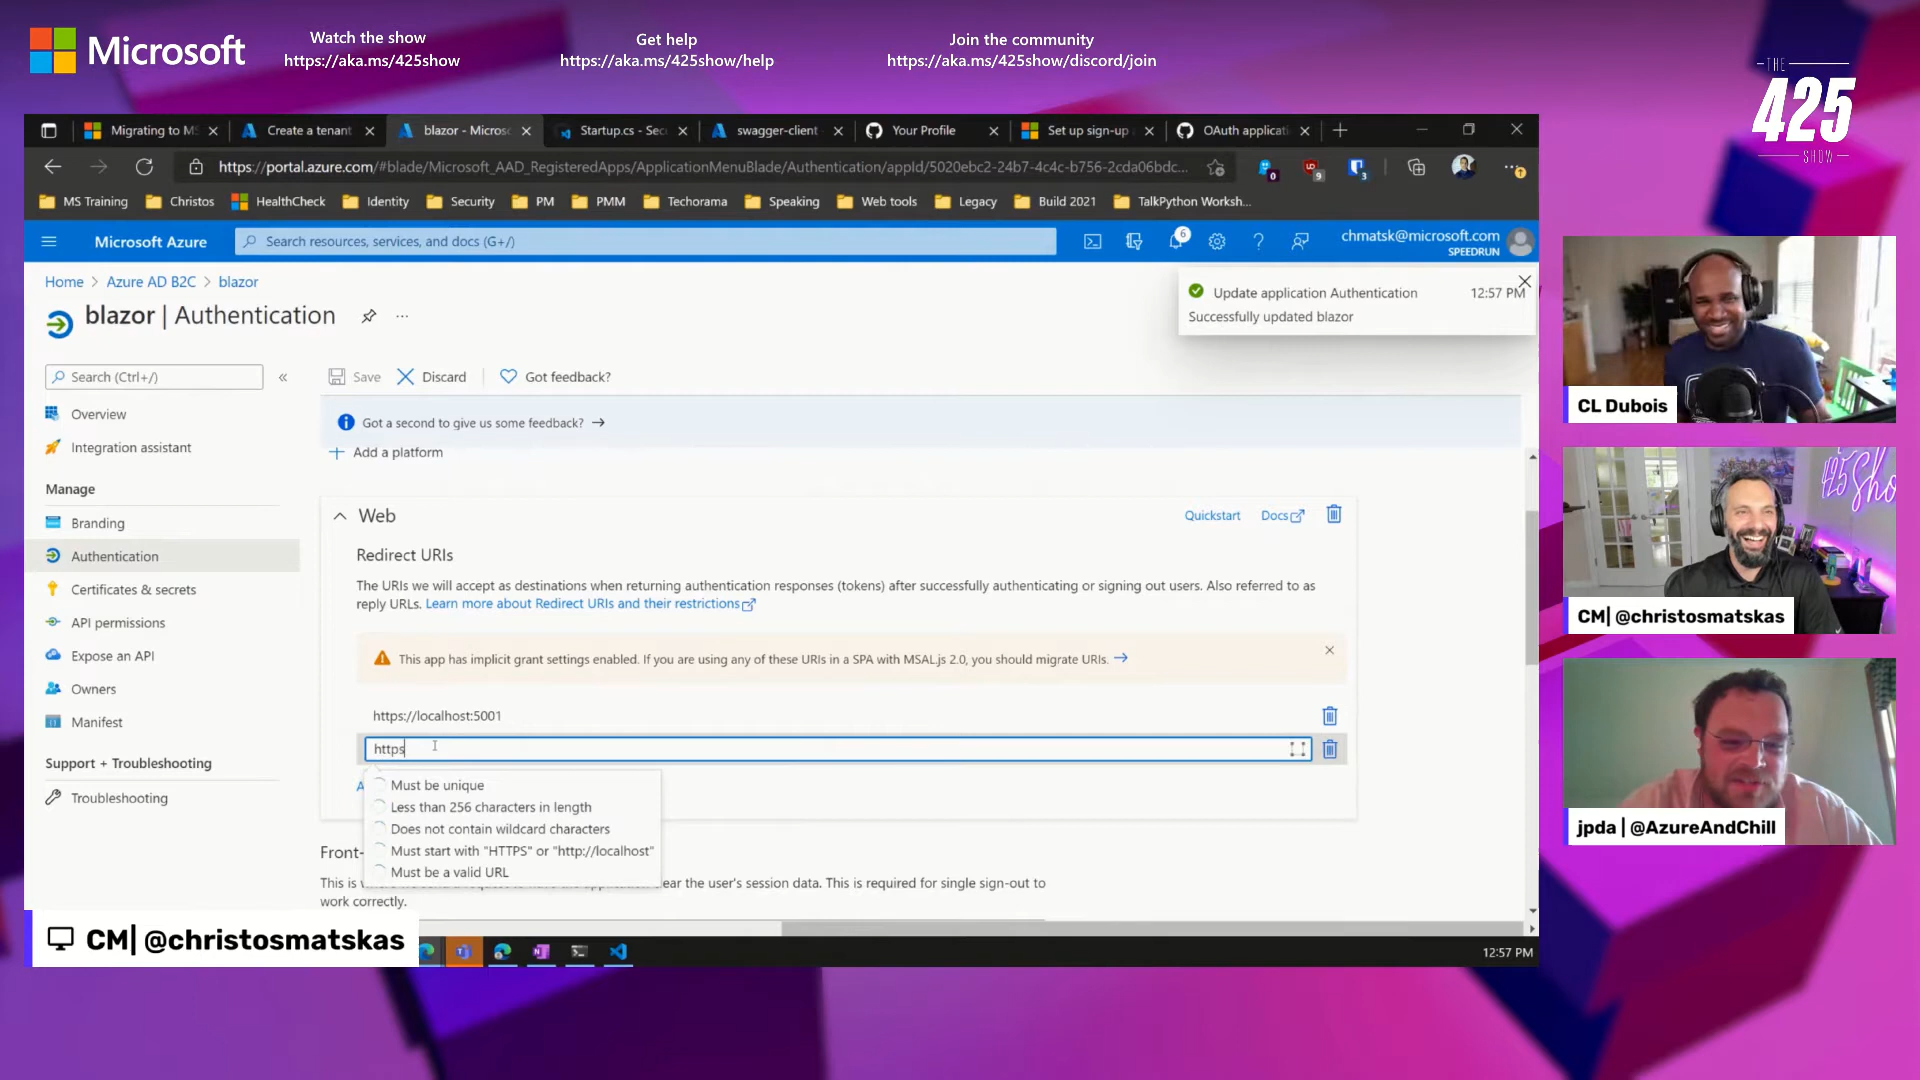 Microsoft
Watch the show
https://aka.ms/425show
Get help
https://aka.ms/425show/help
Join the community
https://aka.ms/425show/discord/join
THE
425
SHOW
Migrating to MS
Create a tenant
blazor - Micros
Startup.cs - Sec
swagger-client
Your Profile
Set up sign-up
OAuth applicati
https://portal.azure.com/#blade/Microsoft_AAD_RegisteredApps/ApplicationMenuBlade/Authentication/appId/5020ebc2-24b7-4c4c-b756-2cda06bdc...
0
9
3
MS Training
Christos
HealthCheck
Identity
Security
PM
PMM
Techorama
Speaking
Web tools
Legacy
Build 2021
TalkPython Worksh...
Microsoft Azure
Search resources, services, and docs (G+/)
6
chmatsk@microsoft.com
SPEEDRUN
Home > Azure AD B2C > blazor
blazor | Authentication
Update application Authentication 12:57 PM
Successfully updated blazor
Search (Ctrl+/)
Save
Discard
Got feedback?
Overview
Integration assistant
Manage
Branding
Authentication
Certificates & secrets
API permissions
Expose an API
Owners
Manifest
Support + Troubleshooting
Troubleshooting
Got a second to give us some feedback?
Add a platform
Web
Quickstart
Docs
Redirect URIs
The URIs we will accept as destinations when returning authentication responses (tokens) after successfully authenticating or signing out users. Also referred to as
reply URLs. Learn more about Redirect URIs and their restrictions
This app has implicit grant settings enabled. If you are using any of these URIs in a SPA with MSAL.js 2.0, you should migrate URIs.
https://localhost:5001
https
Must be unique
Less than 256 characters in length
Does not contain wildcard characters
Must start with "HTTPS" or "http://localhost"
Must be a valid URL
Front-
This is
lear the user's session data. This is required for single sign-out to
work correctly.
12:57 PM
CM| @christosmatskas
CL Dubois
425 Sho
CM| @christosmatskas
jpda | @AzureAndChill